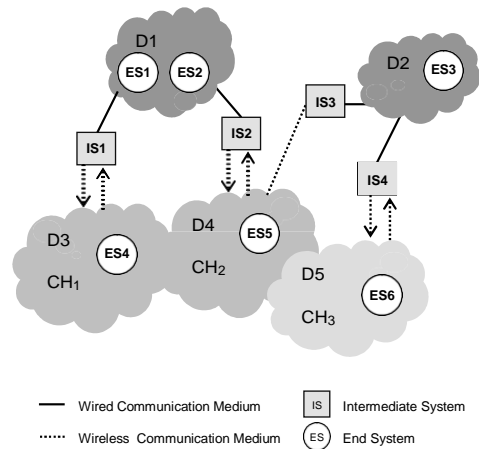 D1
ES1 ES2
D2
ES3
IS3
IS1
IS2
IS4
D3
ES4
CH1
D4
ES5
CH2
D5
ES6
CH3
Wired Communication Medium
IS Intermediate System
Wireless Communication Medium
ES End System